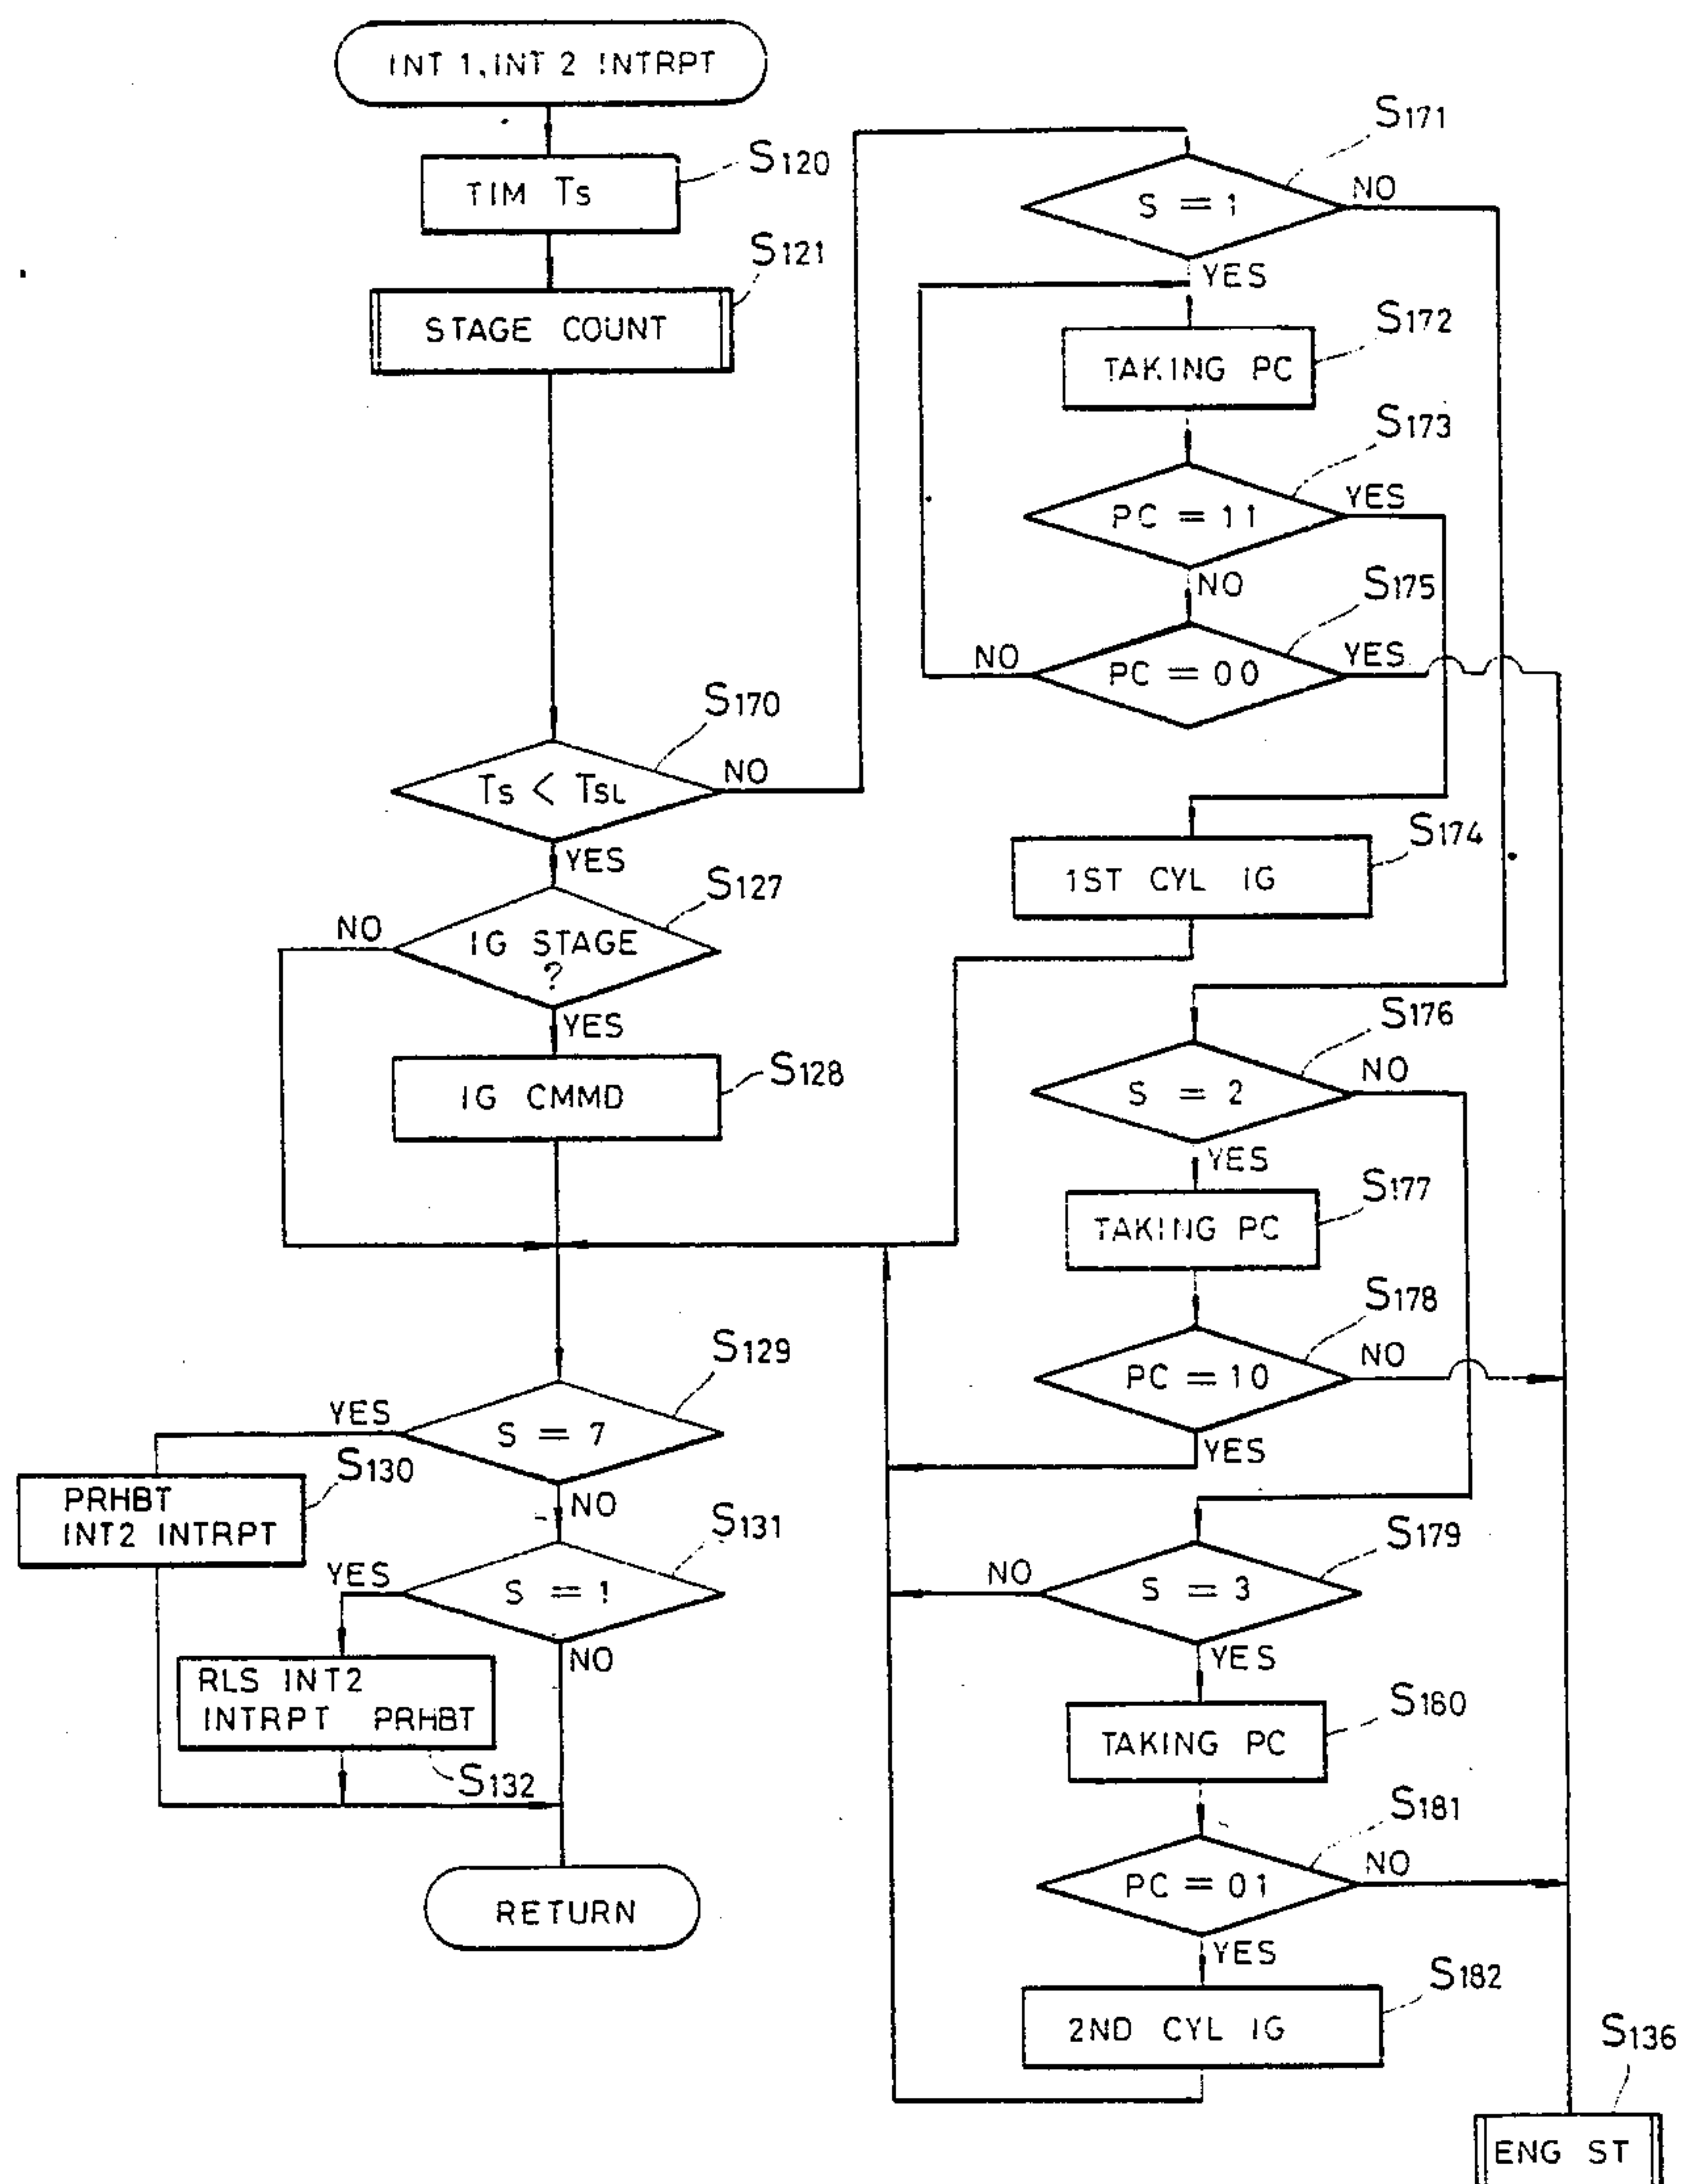 INT 1, INT 2 INTRPT
TIM Ts
S120
STAGE COUNT
S121
Ts < TSL
S170
NO
YES
IG STAGE
?
S127
NO
YES
IG CMMD
S128
S = 7
S129
YES
NO
PRHBT
INT2 INTRPT
S130
S = 1
S131
YES
NO
RLS INT2
INTRPT PRHBT
S132
RETURN
S = 1
S171
NO
YES
TAKING PC
S172
PC = 11
S173
YES
NO
PC = 00
S175
NO
YES
1ST CYL IG
S174
S = 2
S176
NO
YES
TAKING PC
S177
PC = 10
S178
NO
YES
S = 3
S179
NO
YES
TAKING PC
S180
PC = 01
S181
NO
YES
2ND CYL IG
S182
ENG ST
S136